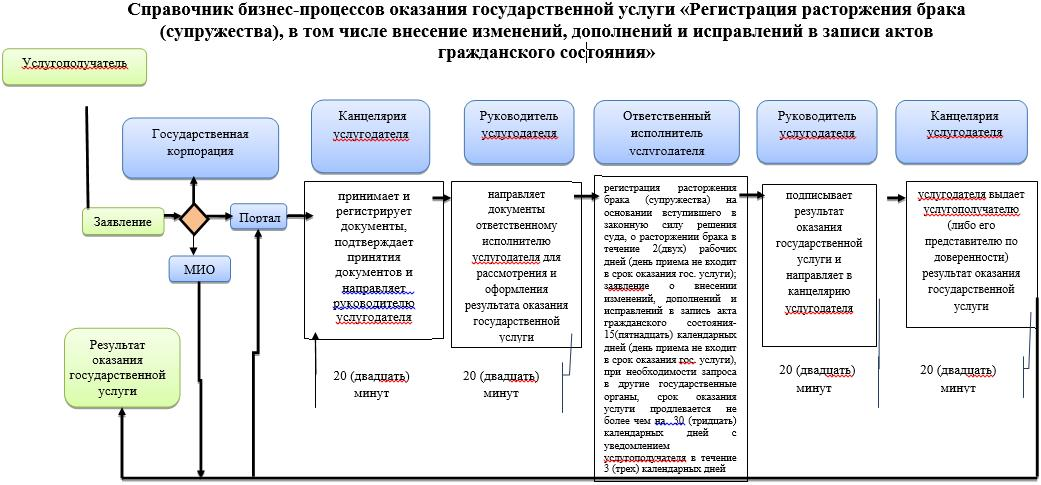 Справочник бизнес-процессов оказания государственной услуги «Регистрация расторжения брака
(супружества), в том числе внесение изменений, дополнений и исправлений в записи актов
гражданского состояния»
Услугополучатель
Государственная
корпорация
Канцелярия
услугодателя
Руководитель
услугодателя
Ответственный
исполнитель
услугодателя
Руководитель
услугодателя
Канцелярия
услугодателя
Заявление
Портал
МИО
Результат
оказания
государственной
услуги
принимает и
регистрирует
документы,
подтверждает
принятия
документов и
направляет
руководителю
услугодателя
20 (двадцать)
минут
направляет
документы
ответственному
исполнителю
услугодателя для
рассмотрения и
оформления
результата оказания
государственной
услуги
20 (двадцать)
минут
регистрация расторжения
брака (супружества) на
основании вступившего в
законную силу решения
суда, о расторжении брака в
течение 2(двух) рабочих
дней (день приема не входит
в срок оказания гос. услуги);
заявление о внесении
изменений, дополнений и
исправлений в запись акта
гражданского состояния-
15(пятнадцать) календарных
дней (день приема не входит
в срок оказания гос. услуги),
при необходимости запроса
в другие государственные
органы, срок оказания
услуги продлевается не
более чем на 30 (тридцать)
календарных дней с
уведомлением
услугополучателя в течение
3 (трех) календарных дней
подписывает
результат
оказания
государственной
услуги и
направляет в
канцелярию
услугодателя
20 (двадцать)
минут
услугодателя выдает
услугополучателю
(либо его
представителю по
доверенности)
результат оказания
государственной
услуги
20 (двадцать)
минут